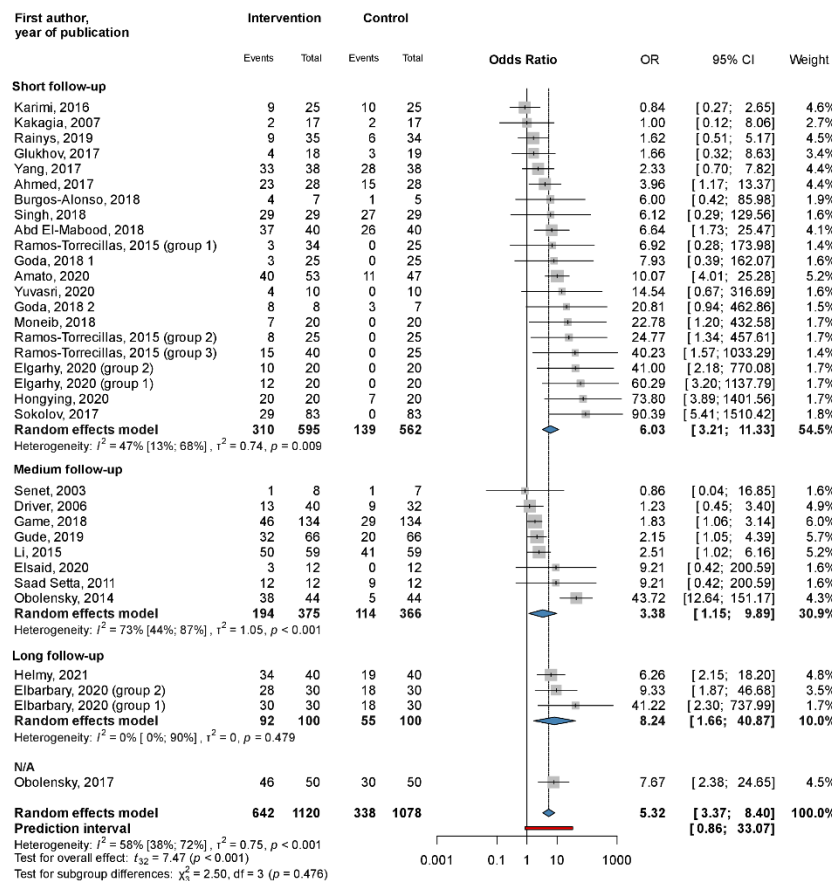 First author, Intervention Control
year of publication
Events Total Events Total Odds Ratio OR 95% CI Weight
Short follow-up
Karimi, 2016 9 25 10 25 0.84 [0.27; 2.65] 4.6%
Kakagia, 2007 2 17 2 17 1.00 [0.12; 8.06] 2.7%
Rainys, 2019 9 35 6 34 1.62 [0.51; 5.17] 4.5%
Glukhov, 2017 4 18 3 19 1.66 [0.32; 8.63] 3.4%
Yang, 2017 33 38 28 38 2.33 [0.70; 7.82] 4.4%
Ahmed, 2017 23 28 15 28 3.96 [1.17; 13.37] 4.4%
Burgos-Alonso, 2018 4 7 1 5 6.00 [0.42; 85.98] 1.9%
Singh, 2018 29 29 27 29 6.12 [0.29; 129.56] 1.6%
Abd El-Mabood, 2018 37 40 26 40 6.64 [1.73; 25.47] 4.1%
Ramos-Torrecillas, 2015 (group 1) 3 34 0 25 6.92 [0.28; 173.98] 1.4%
Goda, 2018 1 3 25 0 25 7.93 [0.39; 162.07] 1.6%
Amato, 2020 40 53 11 47 10.07 [4.01; 25.28] 5.2%
Yuvasri, 2020 4 10 0 10 14.54 [0.67; 316.69] 1.6%
Goda, 2018 2 8 8 3 7 20.81 [0.94; 462.86] 1.6%
Moneib, 2018 7 20 0 20 22.78 [1.20; 432.58] 1.7%
Ramos-Torrecillas, 2015 (group 2) 8 25 0 25 24.77 [1.34; 457.61] 1.7%
Ramos-Torrecillas, 2015 (group 3) 15 40 0 25 40.23 [1.57; 1033.29] 1.4%
Elgarhy, 2020 (group 2) 10 20 0 20 41.00 [2.18; 770.08] 1.7%
Elgarhy, 2020 (group 1) 12 20 0 20 60.29 [3.20; 1137.79] 1.7%
Hongying, 2020 20 20 7 20 73.80 [3.89; 1401.56] 1.7%
Sokolov, 2017 29 83 0 83 90.39 [5.41; 1510.42] 1.8%
Random effects model 310 595 139 562 6.03 [3.21; 11.33] 54.5%
Heterogeneity: I² = 47% [13%; 68%], τ² = 0.74, p = 0.009
Medium follow-up
Senet, 2003 1 8 1 7 0.86 [0.04; 16.85] 1.6%
Driver, 2006 13 40 9 32 1.23 [0.45; 3.40] 4.9%
Game, 2018 46 134 29 134 1.83 [1.06; 3.14] 6.0%
Gude, 2019 32 66 20 66 2.15 [1.05; 4.39] 5.7%
Li, 2015 50 59 41 59 2.51 [1.02; 6.16] 5.2%
Elsaid, 2020 3 12 0 12 9.21 [0.42; 200.59] 1.6%
Saad Setta, 2011 12 12 9 12 9.21 [0.42; 200.59] 1.6%
Obolensky, 2014 38 44 5 44 43.72 [12.64; 151.17] 4.3%
Random effects model 194 375 114 366 3.38 [1.15; 9.89] 30.9%
Heterogeneity: I² = 73% [44%; 87%], τ² = 1.05, p < 0.001
Long follow-up
Helmy, 2021 34 40 19 40 6.26 [2.15; 18.20] 4.8%
Elbarbary, 2020 (group 2) 28 30 18 30 9.33 [1.87; 46.68] 3.5%
Elbarbary, 2020 (group 1) 30 30 18 30 41.22 [2.30; 737.99] 1.7%
Random effects model 92 100 55 100 8.24 [1.66; 40.87] 10.0%
Heterogeneity: I² = 0% [0%; 90%], τ² = 0, p = 0.479
N/A
Obolensky, 2017 46 50 30 50 7.67 [2.38; 24.65] 4.5%
Random effects model 642 1120 338 1078 5.32 [3.37; 8.40] 100.0%
Prediction interval [0.86; 33.07]
Heterogeneity: I² = 58% [38%; 72%], τ² = 0.75, p < 0.001
Test for overall effect: t₃₂ = 7.47 (p < 0.001)
Test for subgroup differences: χ²₃ = 2.50, df = 3 (p = 0.476)
0.001 0.1 1 10 1000